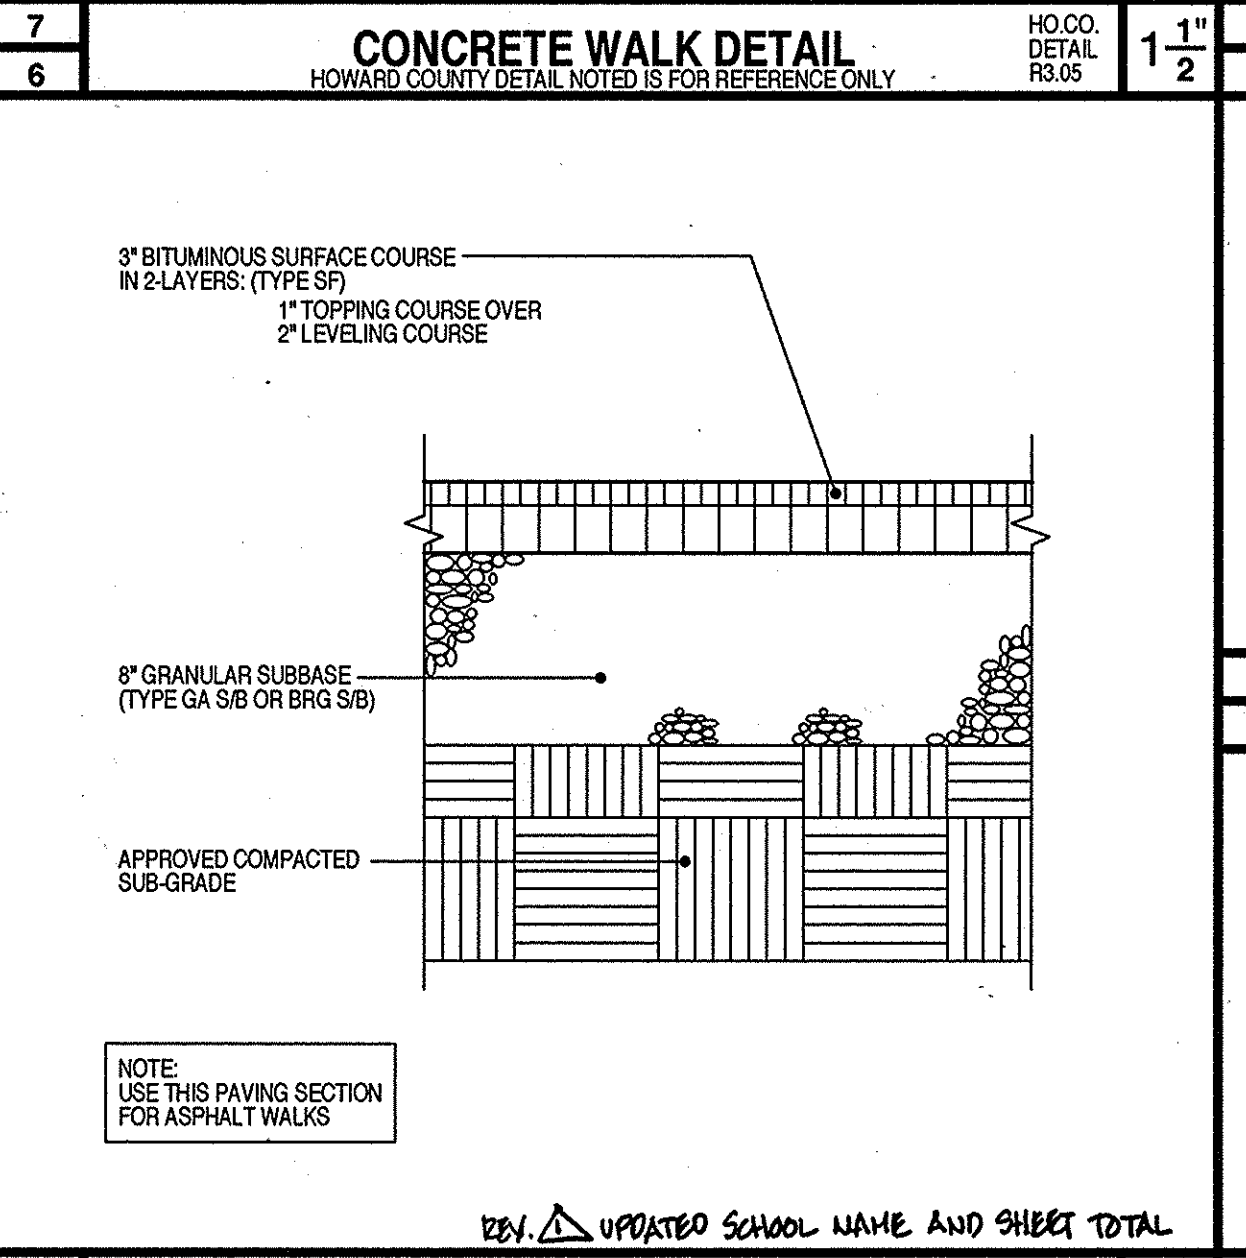 7
6
CONCRETE WALK DETAIL
HOWARD COUNTY DETAIL NOTED IS FOR REFERENCE ONLY
HO.CO.
DETAIL
R3.05
1 1"/2
3" BITUMINOUS SURFACE COURSE
IN 2-LAYERS: (TYPE SF)
1" TOPPING COURSE OVER
2" LEVELING COURSE
8" GRANULAR SUBBASE
(TYPE GA S/B OR BRG S/B)
APPROVED COMPACTED
SUB-GRADE
NOTE:
USE THIS PAVING SECTION
FOR ASPHALT WALKS
REV. 1 UPDATED SCHOOL NAME AND SHEET TOTAL